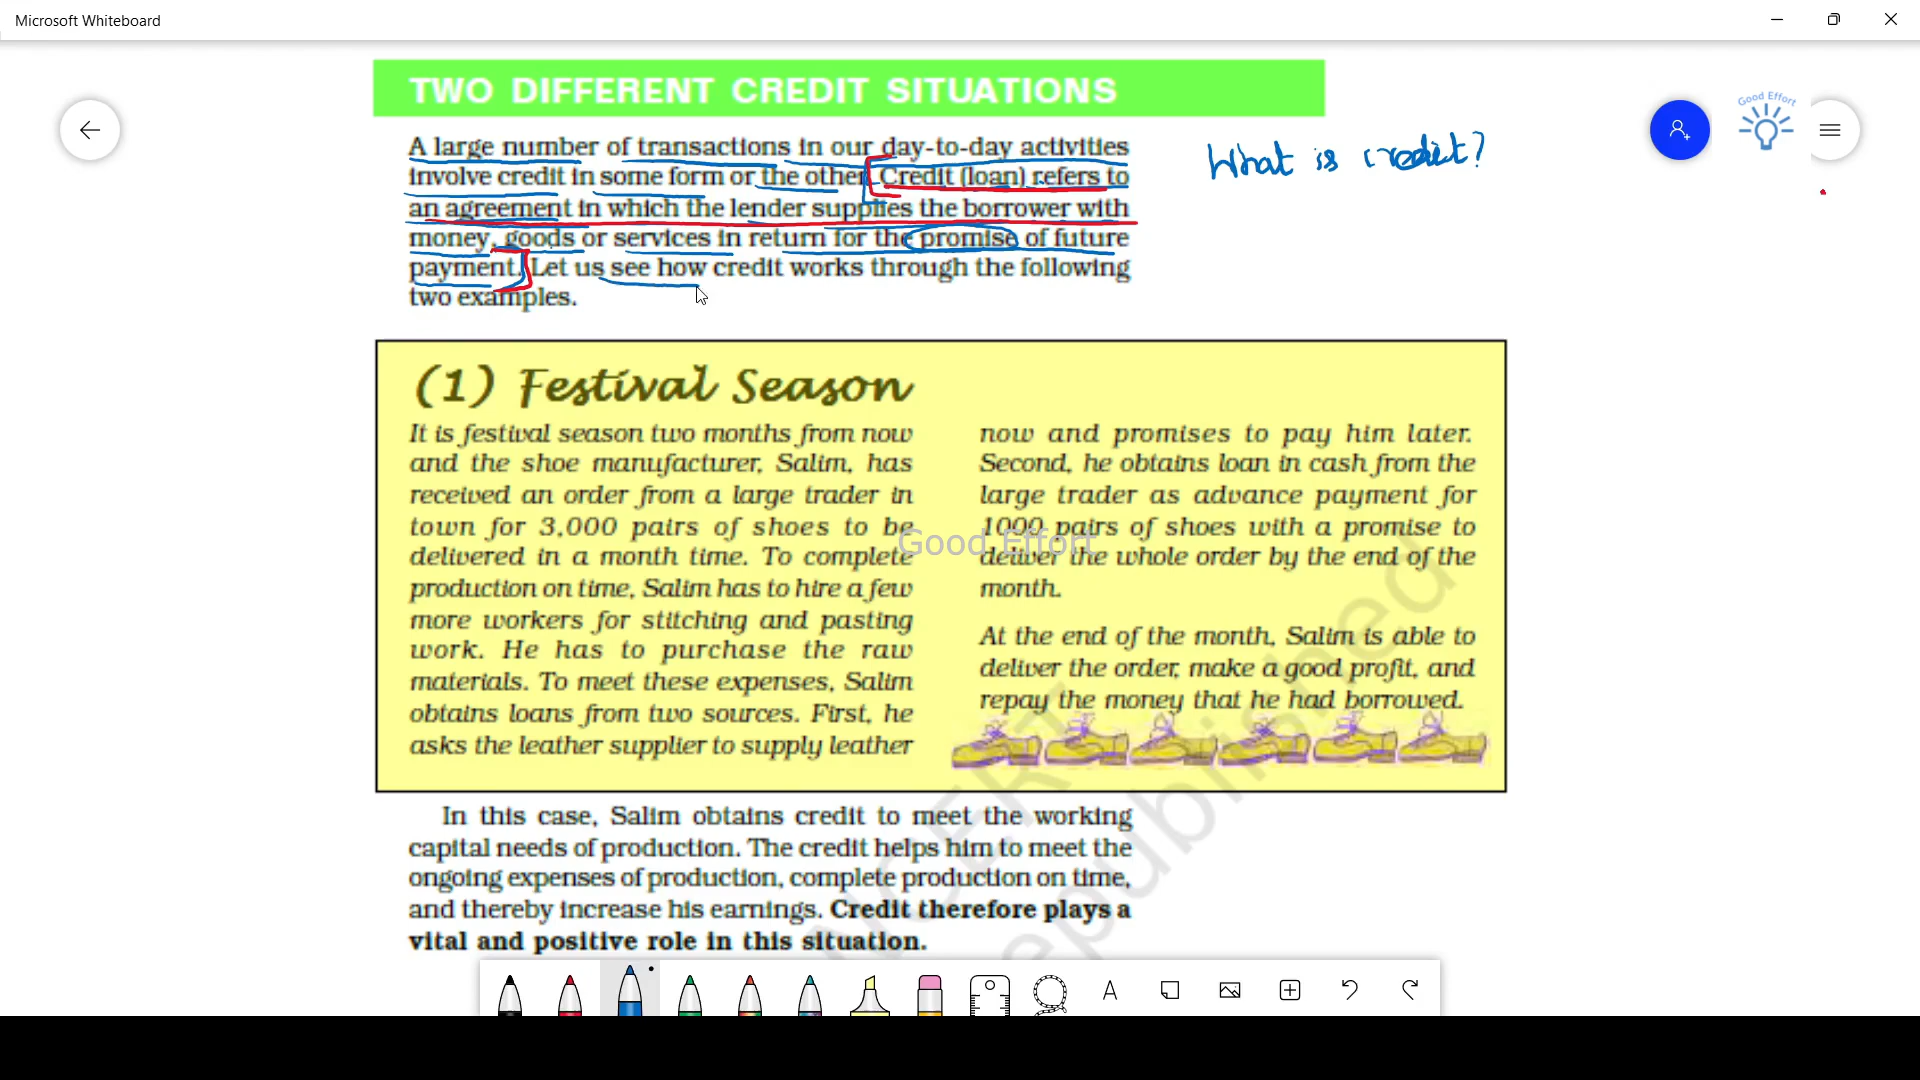 Microsoft Whiteboard
TWO DIFFERENT CREDIT SITUATIONS
A large number of transactions in our day-to-day activities
involve credit in some form or the other. Credit (loan) refers to
an agreement in which the lender supplies the borrower with
money, goods or services in return for the promise of future
payment. Let us see how credit works through the following
two examples.
What is credit?
Good Effort
(1) Festival Season
It is festival season two months from now
and the shoe manufacturer, Salim, has
received an order from a large trader in
town for 3,000 pairs of shoes to be
delivered in a month time. To complete
production on time, Salim has to hire a few
more workers for stitching and pasting
work. He has to purchase the raw
materials. To meet these expenses, Salim
obtains loans from two sources. First, he
asks the leather supplier to supply leather
now and promises to pay him later.
Second, he obtains loan in cash from the
large trader as advance payment for
1000 pairs of shoes with a promise to
deliver the whole order by the end of the
month.
At the end of the month, Salim is able to
deliver the order, make a good profit, and
repay the money that he had borrowed.
Good Effort
In this case, Salim obtains credit to meet the working
capital needs of production. The credit helps him to meet the
ongoing expenses of production, complete production on time,
and thereby increase his earnings. Credit therefore plays a
vital and positive role in this situation.
NCERT
republished